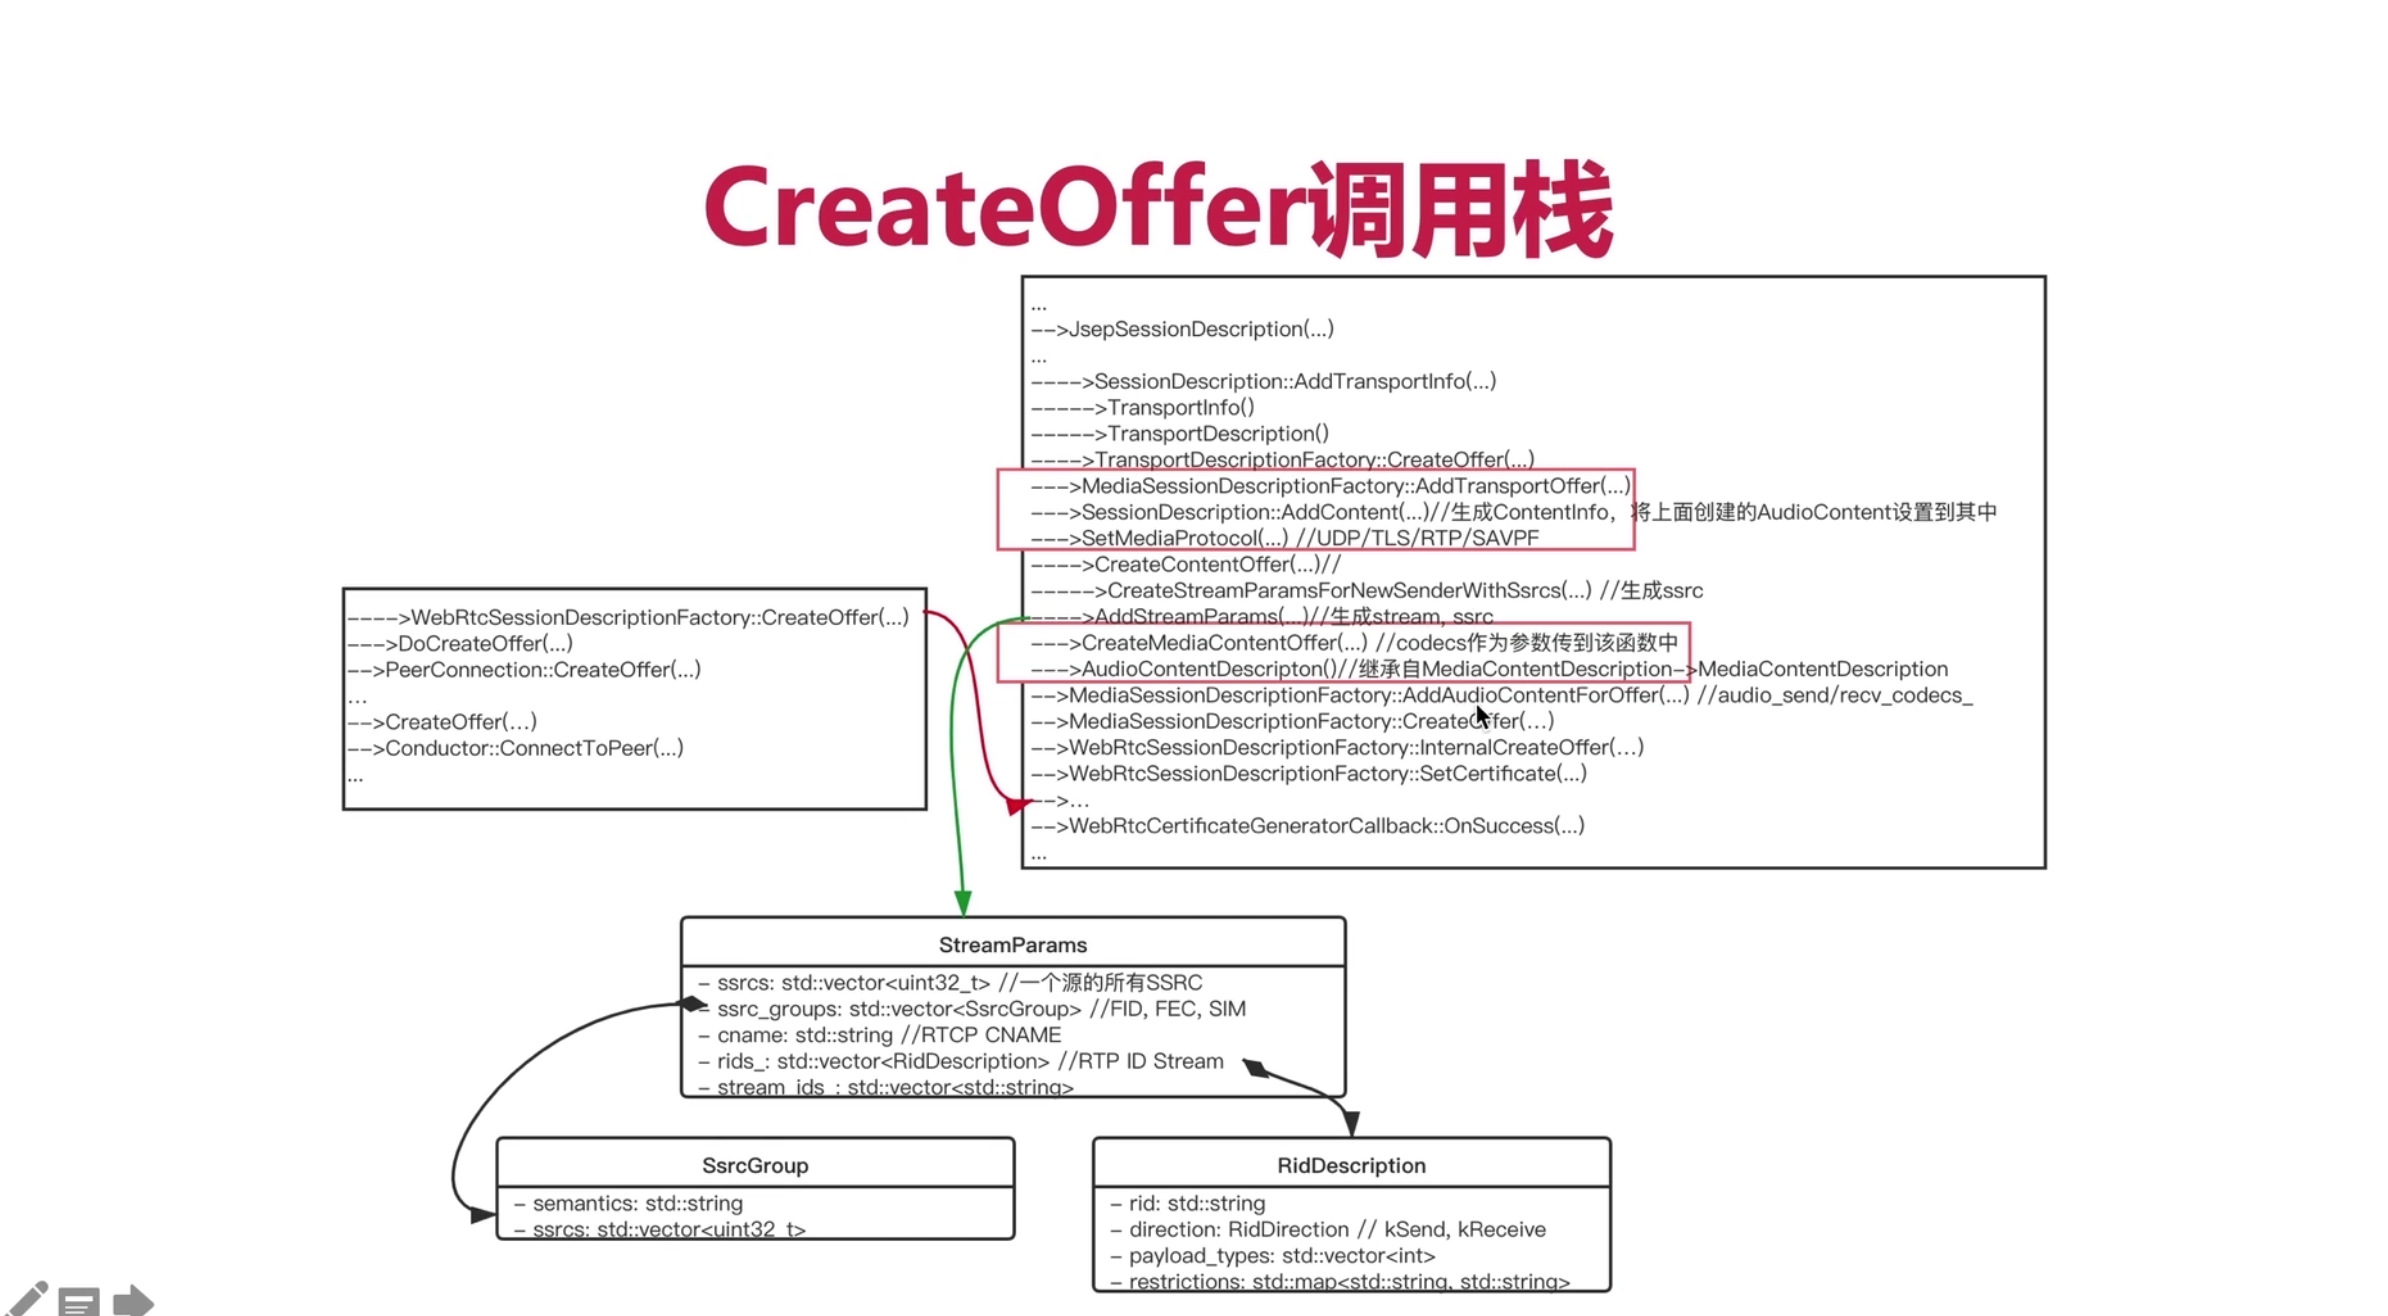 CreateOffer调用栈
...
-->JsepSessionDescription(...)
...
---->SessionDescription::AddTransportInfo(...)
----->TransportInfo()
----->TransportDescription()
---->TransportDescriptionFactory::CreateOffer(...)
--->MediaSessionDescriptionFactory::AddTransportOffer(...)
--->SessionDescription::AddContent(...)//生成ContentInfo，将上面创建的AudioContent设置到其中
--->SetMediaProtocol(...) //UDP/TLS/RTP/SAVPF
---->CreateContentOffer(...)//
----->CreateStreamParamsForNewSenderWithSsrcs(...) //生成ssrc
---->AddStreamParams(...)//生成stream, ssrc
--->CreateMediaContentOffer(...) //codecs作为参数传到该函数中
--->AudioContentDescripton()//继承自MediaContentDescription->MediaContentDescription
-->MediaSessionDescriptionFactory::AddAudioContentForOffer(...) //audio_send/recv_codecs_
-->MediaSessionDescriptionFactory::CreateOffer(...)
-->WebRtcSessionDescriptionFactory::InternalCreateOffer(...)
-->WebRtcSessionDescriptionFactory::SetCertificate(...)
-->...
-->WebRtcCertificateGeneratorCallback::OnSuccess(...)
...
---->WebRtcSessionDescriptionFactory::CreateOffer(...)
--->DoCreateOffer(...)
-->PeerConnection::CreateOffer(...)
...
-->CreateOffer(...)
-->Conductor::ConnectToPeer(...)
...
StreamParams
- ssrcs: std::vector<uint32_t> //一个源的所有SSRC
- ssrc_groups: std::vector<SsrcGroup> //FID, FEC, SIM
- cname: std::string //RTCP CNAME
- rids_: std::vector<RidDescription> //RTP ID Stream
- stream_ids_: std::vector<std::string>
SsrcGroup
- semantics: std::string
- ssrcs: std::vector<uint32_t>
RidDescription
- rid: std::string
- direction: RidDirection // kSend, kReceive
- payload_types: std::vector<int>
- restrictions: std::map<std::string, std::string>